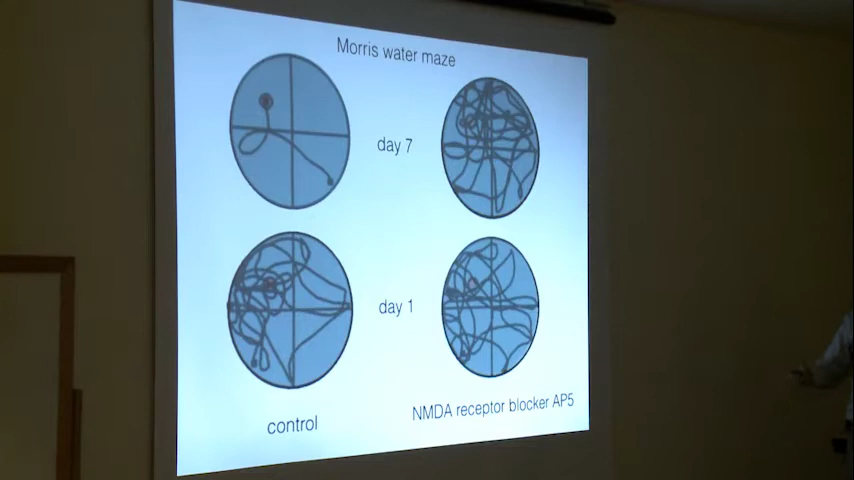 Morris water maze
day 7
day 1
control
NMDA receptor blocker AP5